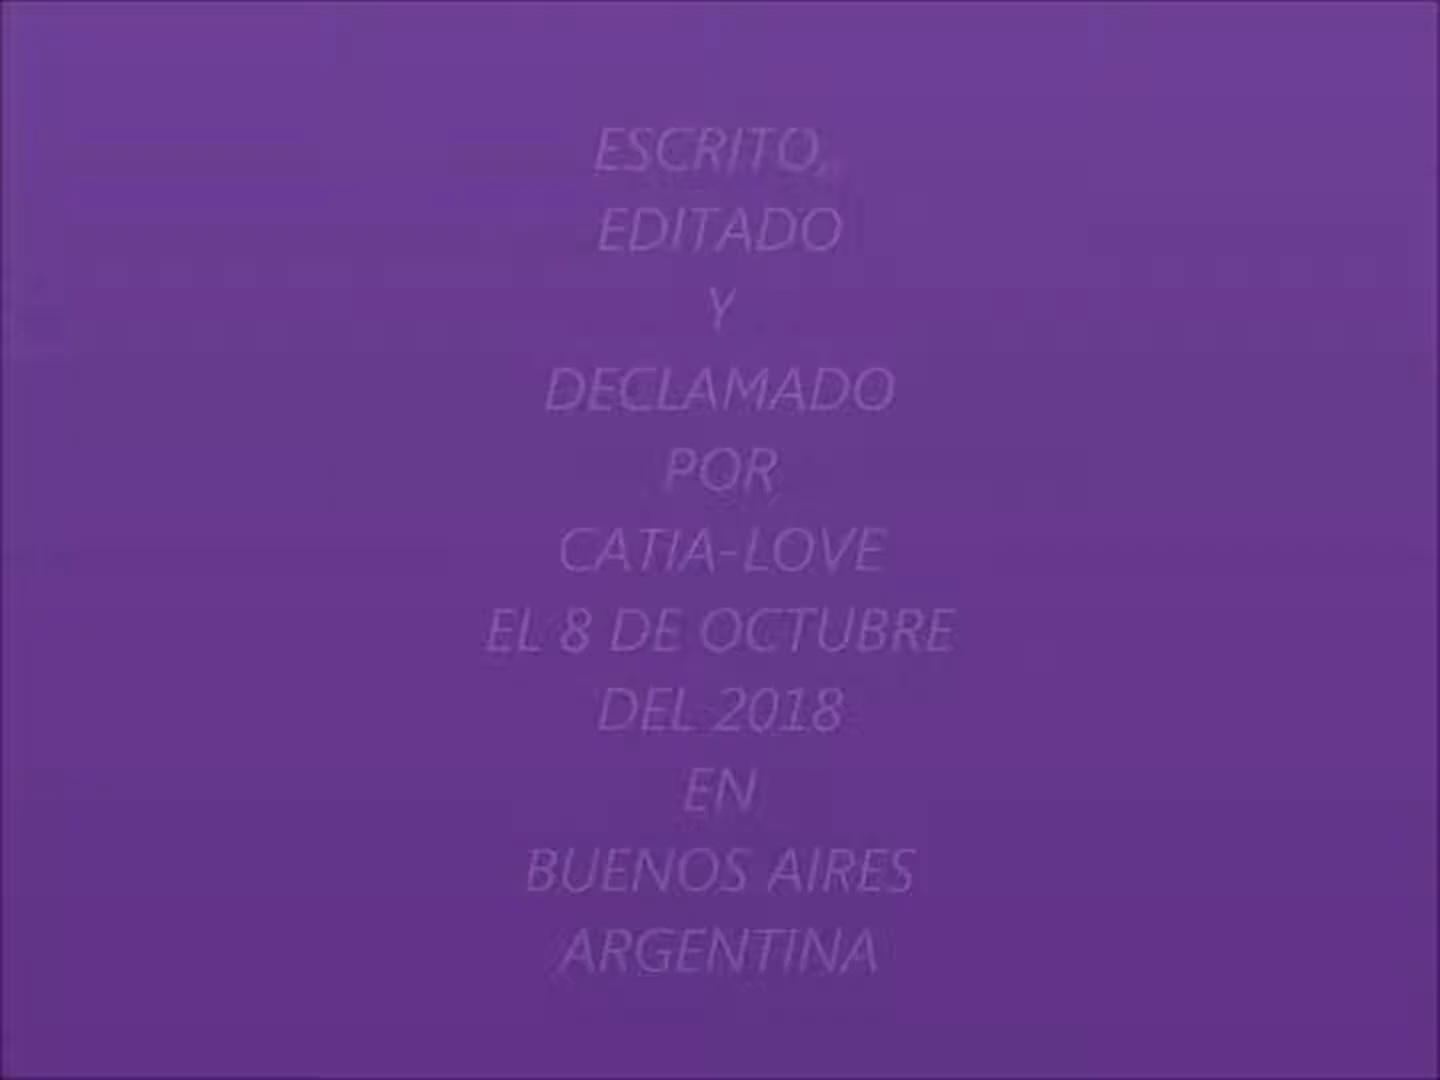 ESCRITO,
EDITADO
Y
DECLAMADO
POR
CATIA-LOVE
EL 8 DE OCTUBRE
DEL 2018
EN
BUENOS AIRES
ARGENTINA